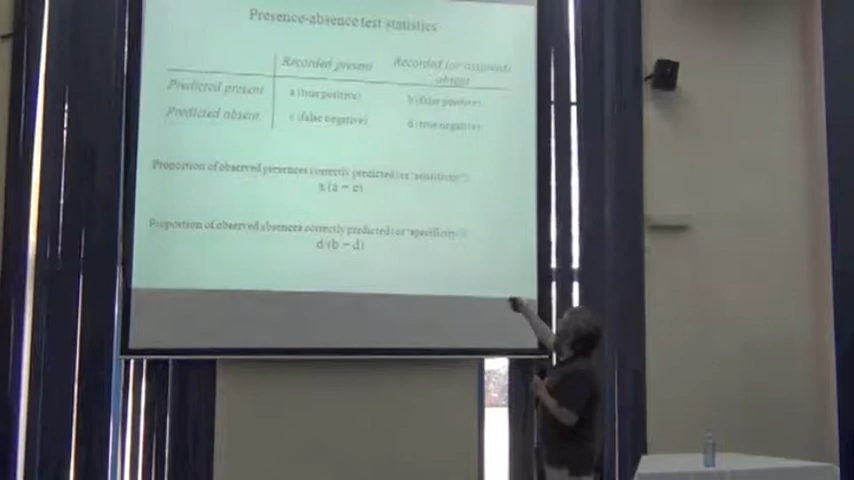 Presence-absence test statistics
Recorded present
Recorded (or assumed) absent
Predicted present
a (true positive)
b (false positive)
Predicted absent
c (false negative)
d (true negative)
Proportion of observed presences correctly predicted (or 'sensitivity'):
Proportion of observed absences correctly predicted (or 'specificity'):